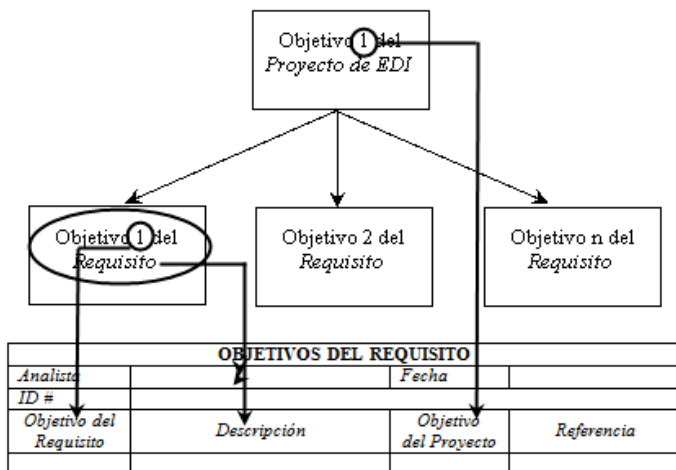 Objetivo 1 del
Proyecto de EDI
Objetivo 1 del
Requisito
Objetivo 2 del
Requisito
Objetivo n del
Requisito
OBJETIVOS DEL REQUISITO
Analista
Fecha
ID #
Objetivo del
Requisito
Descripción
Objetivo
del Proyecto
Referencia